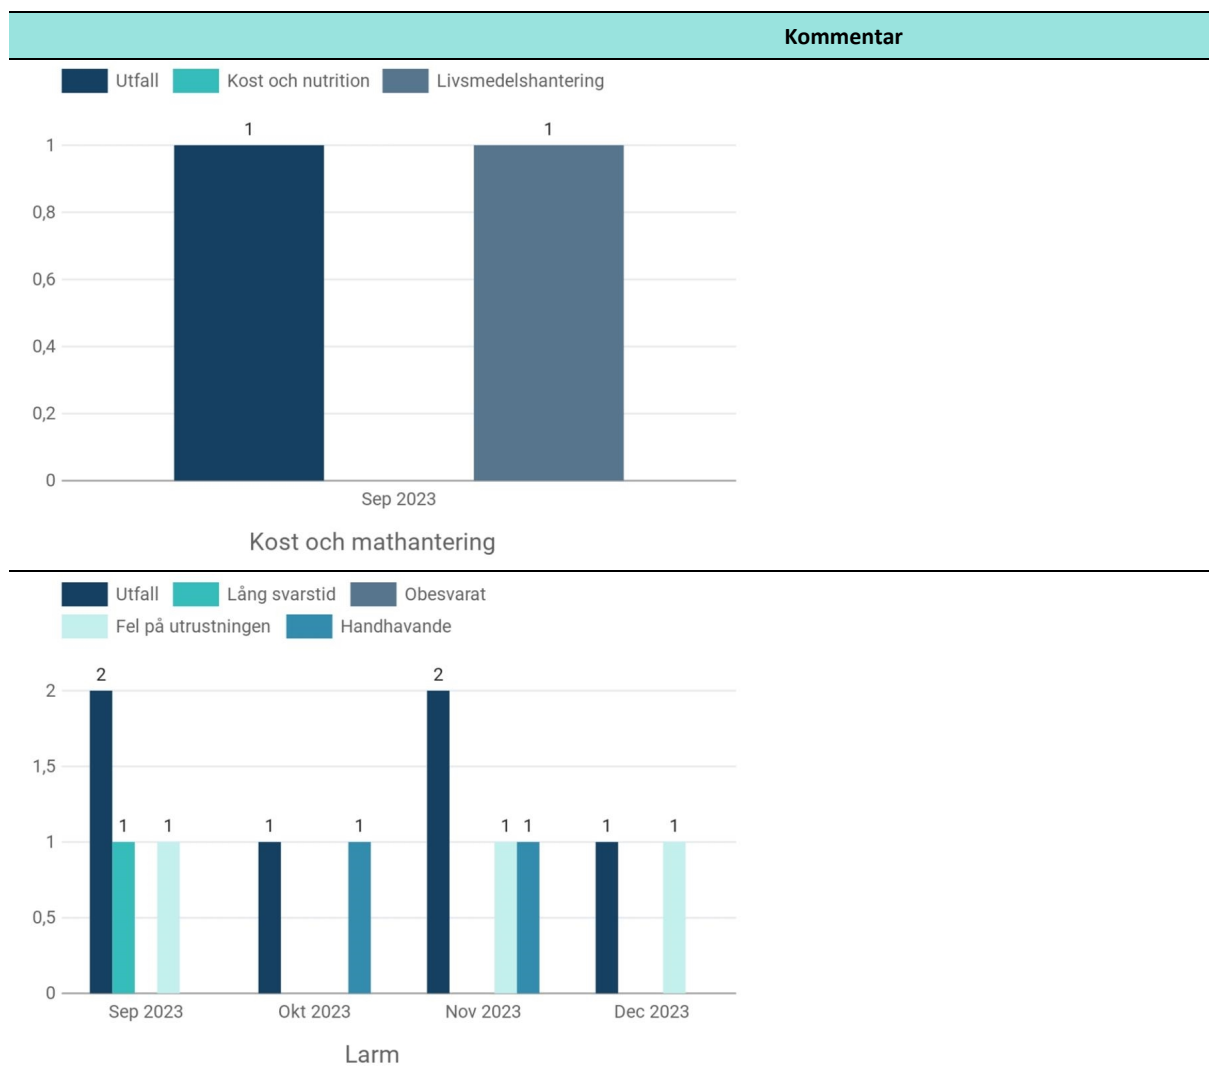 Kommentar
Utfall Kost och nutrition Livsmedelshantering
1 1
1
0,8
0,6
0,4
0,2
0
Sep 2023
Kost och mathantering
Utfall Lång svarstid Obesvarat
Fel på utrustningen Handhavande
2 2
2
1,5
1 1 1 1 1 1 1 1
1
0,5
0
Sep 2023 Okt 2023 Nov 2023 Dec 2023
Larm